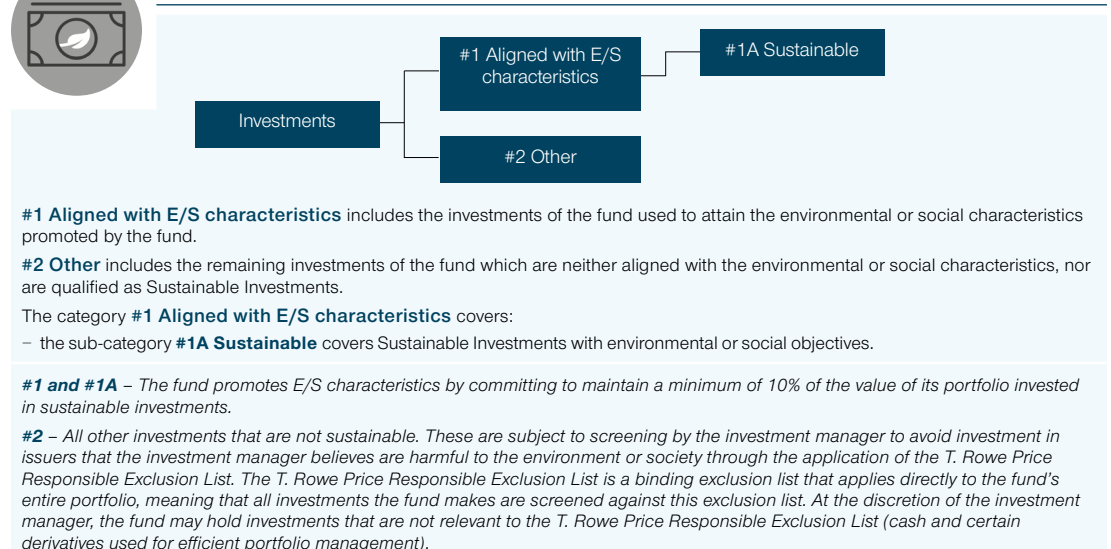 #1 Aligned with E/S
characteristics
#1A Sustainable
Investments
#2 Other
#1 Aligned with E/S characteristics includes the investments of the fund used to attain the environmental or social characteristics
promoted by the fund.
#2 Other includes the remaining investments of the fund which are neither aligned with the environmental or social characteristics, nor
are qualified as Sustainable Investments.
The category #1 Aligned with E/S characteristics covers:
– the sub-category #1A Sustainable covers Sustainable Investments with environmental or social objectives.
#1 and #1A – The fund promotes E/S characteristics by committing to maintain a minimum of 10% of the value of its portfolio invested
in sustainable investments.
#2 – All other investments that are not sustainable. These are subject to screening by the investment manager to avoid investment in
issuers that the investment manager believes are harmful to the environment or society through the application of the T. Rowe Price
Responsible Exclusion List. The T. Rowe Price Responsible Exclusion List is a binding exclusion list that applies directly to the fund's
entire portfolio, meaning that all investments the fund makes are screened against this exclusion list. At the discretion of the investment
manager, the fund may hold investments that are not relevant to the T. Rowe Price Responsible Exclusion List (cash and certain
derivatives used for efficient portfolio management).